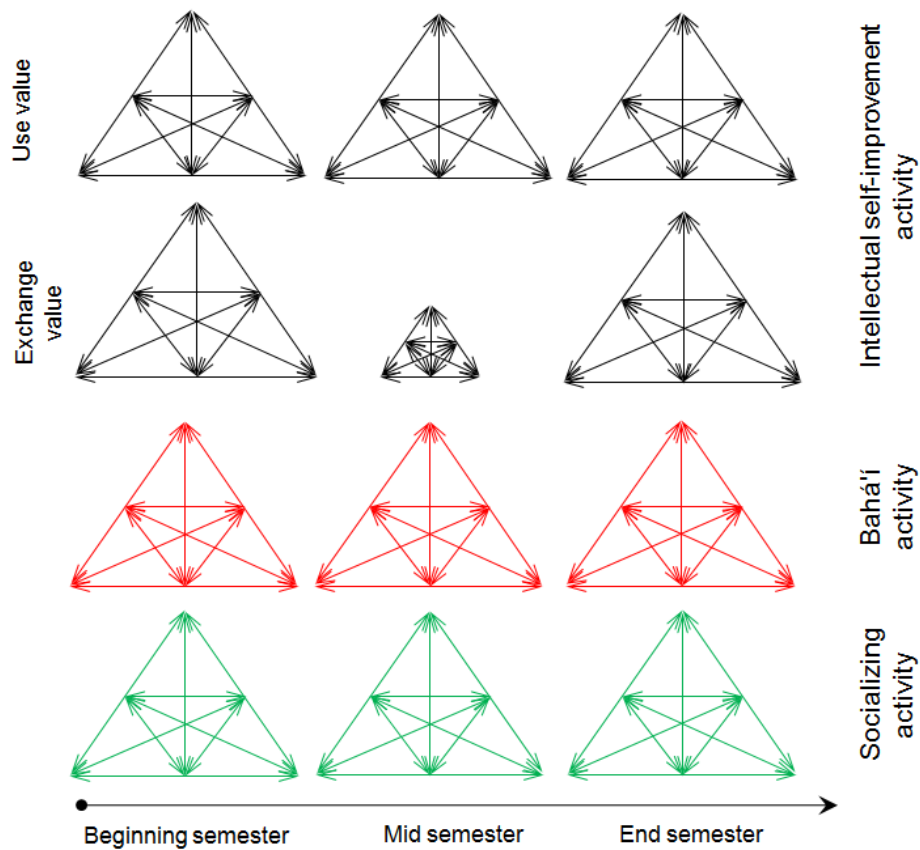 Use value
Exchange
value
Intellectual self-improvement
activity
Bahá'í
activity
Socializing
activity
Beginning semester
Mid semester
End semester